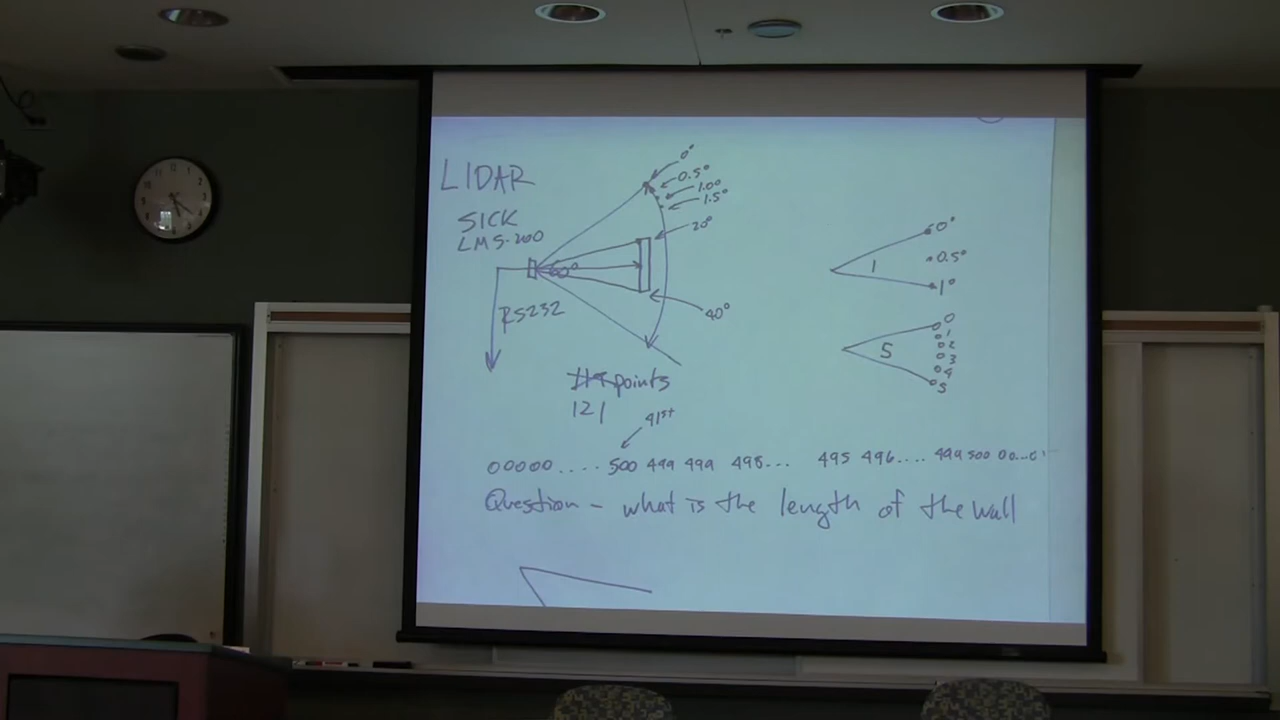 LIDAR
SICK
LMS-200
RS232
60°
0°
0.5°
1.00
1.5°
20°
40°
points
121
41st
00000 .... 500 499 499 498... 495 496.... 499 500 00...0
Question - what is the length of the wall
0°
0.5°
1°
1
5
0
1
2
3
4
5